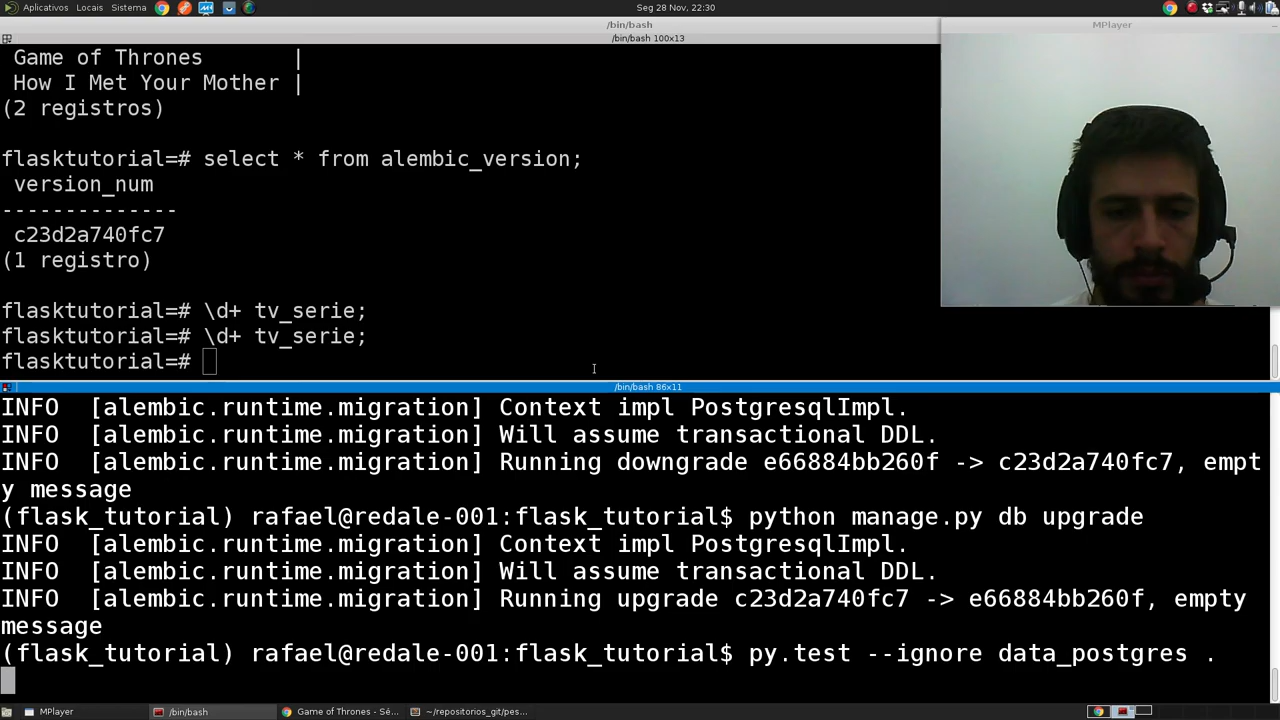 Aplicativos Locais Sistema
Seg 28 Nov, 22:30
/bin/bash
MPlayer
/bin/bash 100x13
Game of Thrones |
How I Met Your Mother |
(2 registros)
flasktutorial=# select * from alembic_version;
version_num
--------------
c23d2a740fc7
(1 registro)
flasktutorial=# \d+ tv_serie;
flasktutorial=# \d+ tv_serie;
flasktutorial=#
/bin/bash 86x11
INFO [alembic.runtime.migration] Context impl PostgresqlImpl.
INFO [alembic.runtime.migration] Will assume transactional DDL.
INFO [alembic.runtime.migration] Running downgrade e66884bb260f -> c23d2a740fc7, empt
y message
(flask_tutorial) rafael@redale-001:flask_tutorial$ python manage.py db upgrade
INFO [alembic.runtime.migration] Context impl PostgresqlImpl.
INFO [alembic.runtime.migration] Will assume transactional DDL.
INFO [alembic.runtime.migration] Running upgrade c23d2a740fc7 -> e66884bb260f, empty
message
(flask_tutorial) rafael@redale-001:flask_tutorial$ py.test --ignore data_postgres .
MPlayer
/bin/bash
Game of Thrones - Sé...
~/repositorios_git/pes...